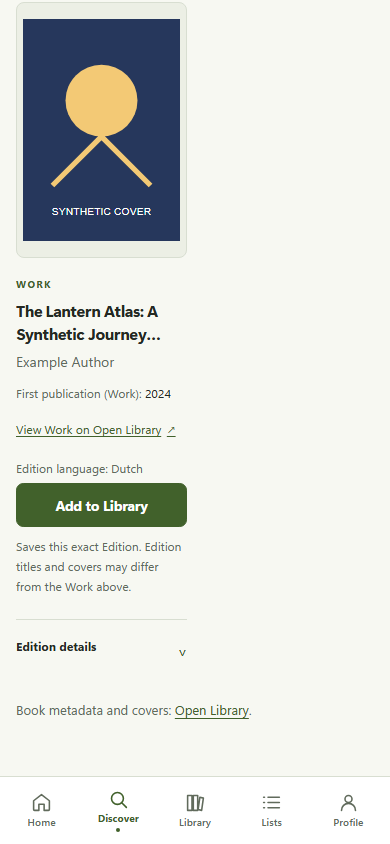 SYNTHETIC COVER
WORK
The Lantern Atlas: A
Synthetic Journey...
Example Author
First publication (Work): 2024
View Work on Open Library ↗
Edition language: Dutch
Add to Library
Saves this exact Edition. Edition
titles and covers may differ
from the Work above.
Edition details v
Book metadata and covers: Open Library.
Home Discover Library Lists Profile